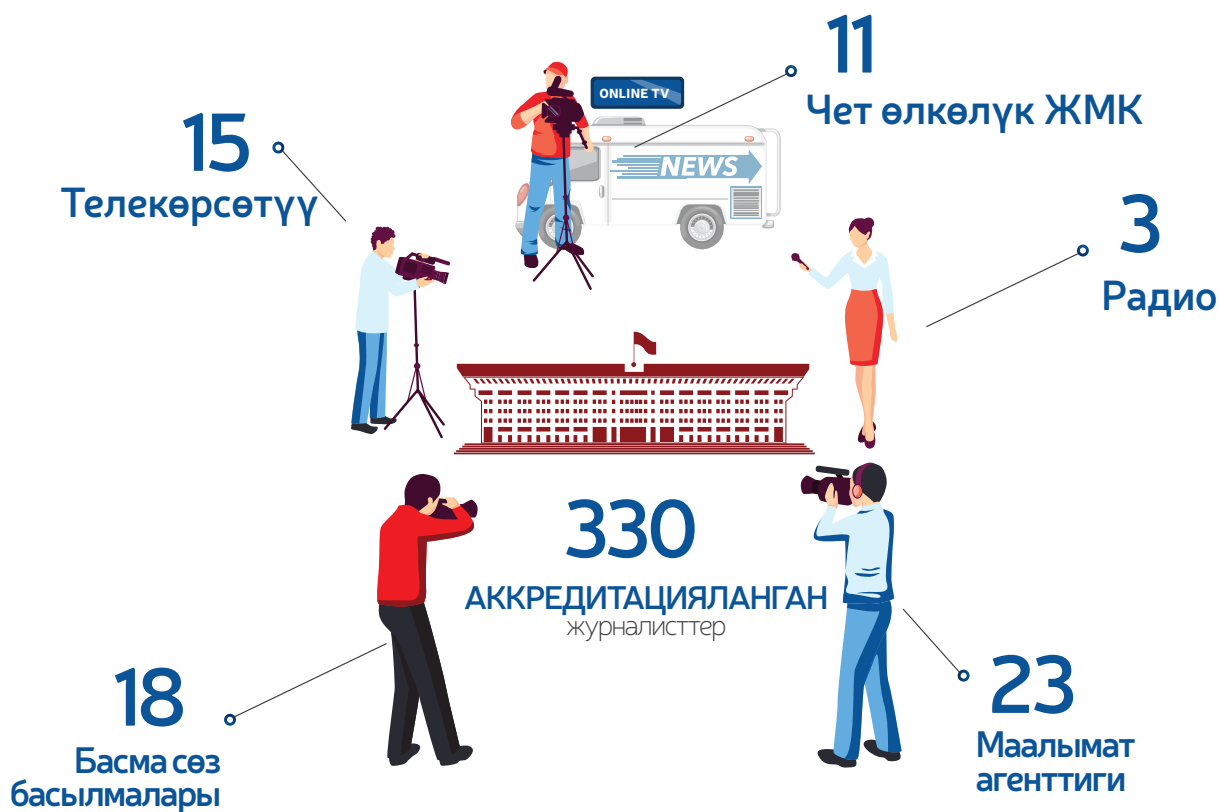 11
Чет өлкөлүк ЖМК
ONLINE TV
NEWS
15
Телекөрсөтүү
3
Радио
330
АККРЕДИТАЦИЯЛАНГАН
журналисттер
18
Басма сөз
басылмалары
23
Маалымат
агенттиги